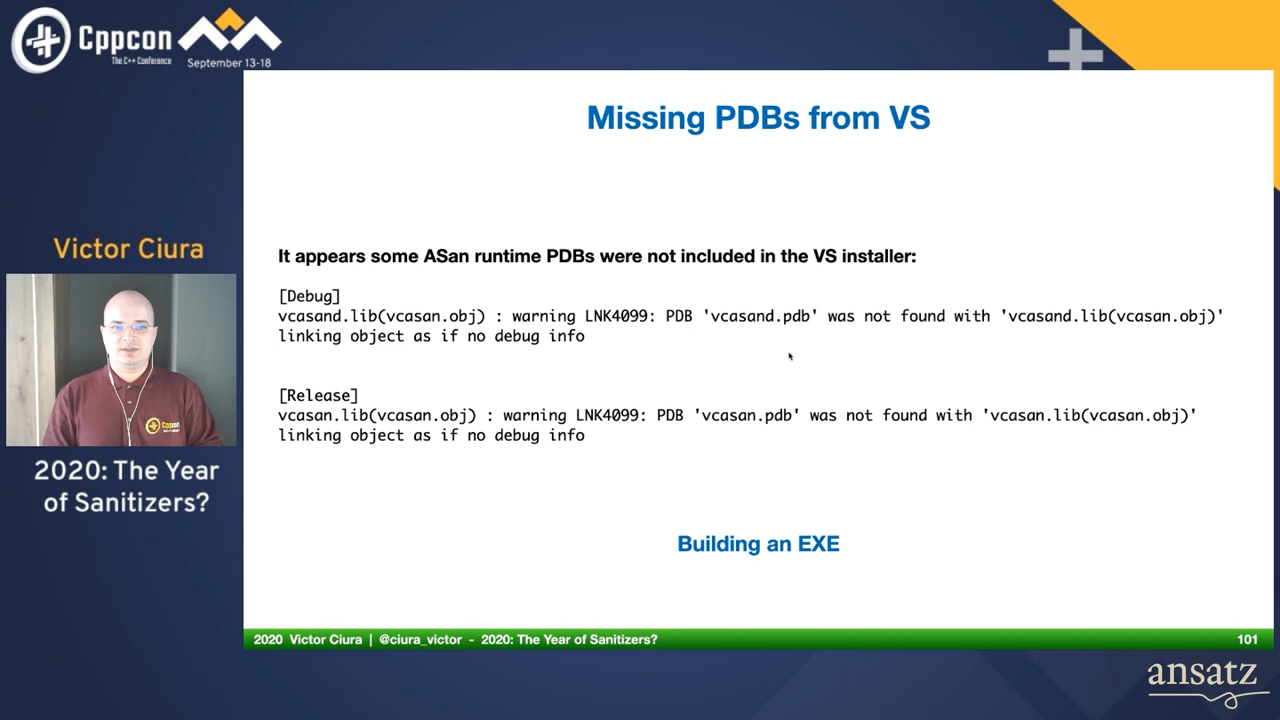 Cppcon
The C++ Conference
September 13-18
Missing PDBs from VS
Victor Ciura
It appears some ASan runtime PDBs were not included in the VS installer:
[Debug]
vcasand.lib(vcasan.obj) : warning LNK4099: PDB 'vcasand.pdb' was not found with 'vcasand.lib(vcasan.obj)'
linking object as if no debug info
[Release]
vcasan.lib(vcasan.obj) : warning LNK4099: PDB 'vcasan.pdb' was not found with 'vcasan.lib(vcasan.obj)'
linking object as if no debug info
Cppcon
2020: The Year
of Sanitizers?
Building an EXE
2020 Victor Ciura | @ciura_victor - 2020: The Year of Sanitizers?
101
ansatz